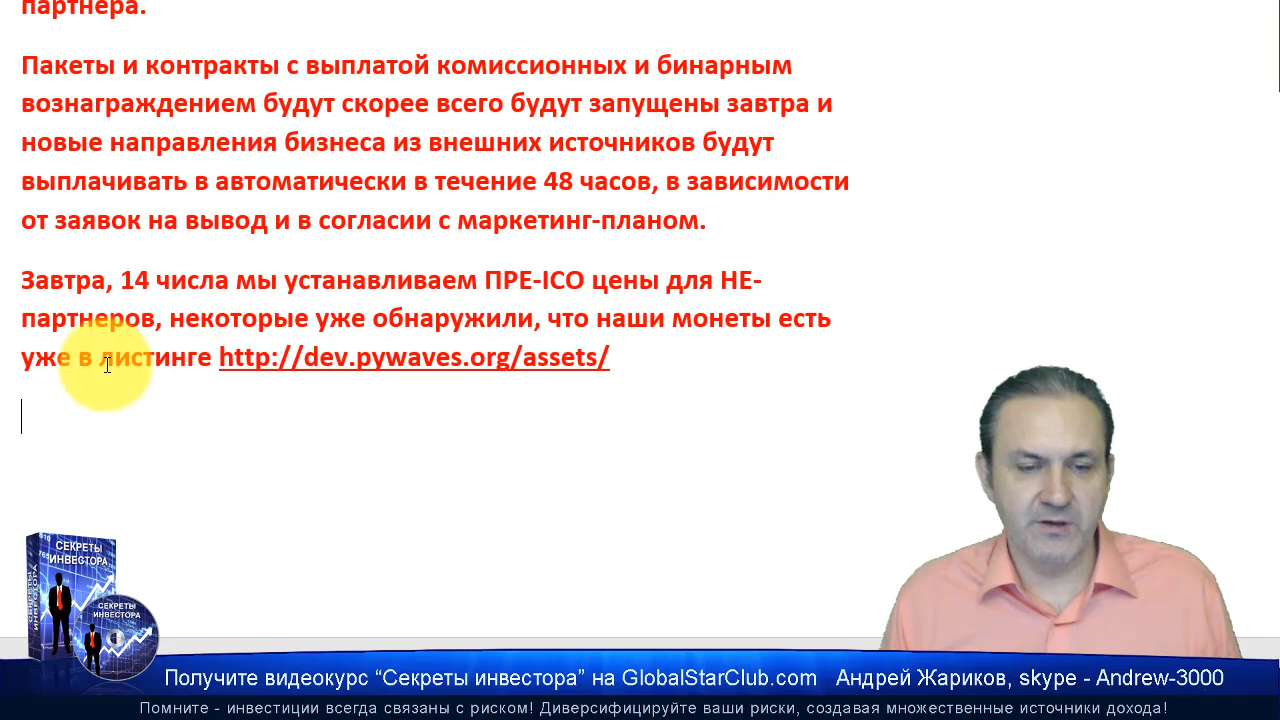 партнера.
Пакеты и контракты с выплатой комиссионных и бинарным
вознаграждением будут скорее всего будут запущены завтра и
новые направления бизнеса из внешних источников будут
выплачивать в автоматически в течение 48 часов, в зависимости
от заявок на вывод и в согласии с маркетинг-планом.
Завтра, 14 числа мы устанавливаем ПРЕ-ICO цены для НЕ-
партнеров, некоторые уже обнаружили, что наши монеты есть
уже в листинге http://dev.pywaves.org/assets/
СЕКРЕТЫ
ИНВЕСТОРА
СЕКРЕТЫ
ИНВЕСТОРА
СЕКРЕТЫ
ИНВЕСТОРА
Получите видеокурс “Секреты инвестора” на GlobalStarClub.com Андрей Жариков, skype - Andrew-3000
Помните - инвестиции всегда связаны с риском! Диверсифицируйте ваши риски, создавая множественные источники дохода!